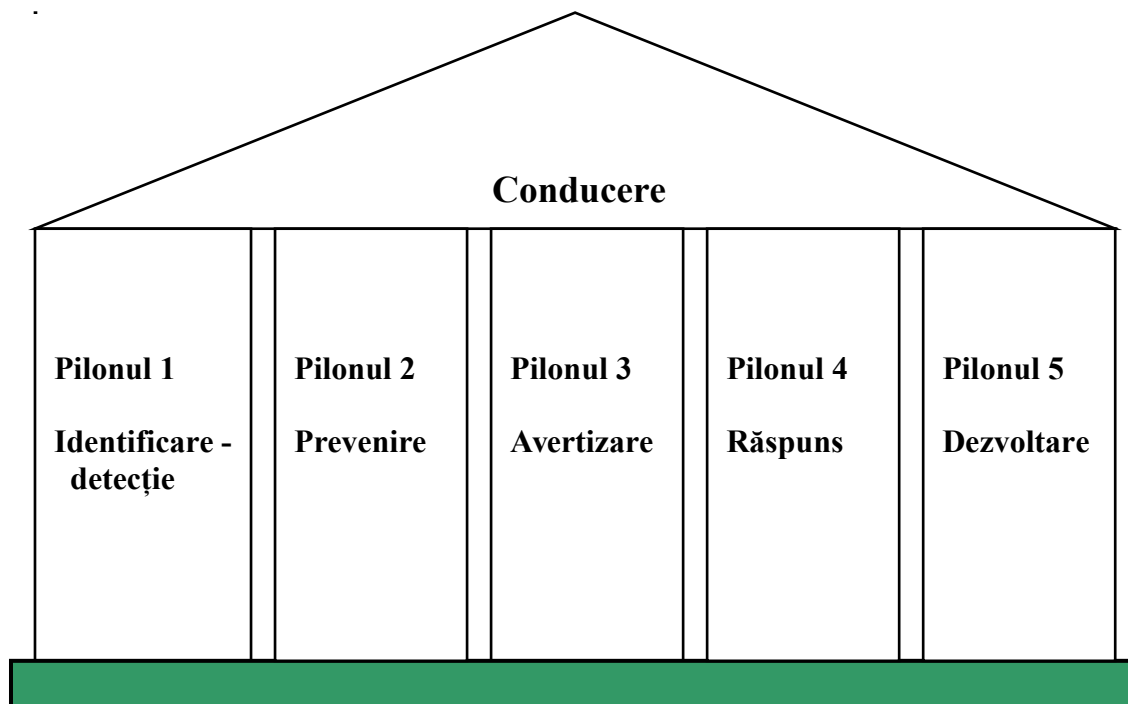 Conducere
Pilonul 1
Identificare -
detecție
Pilonul 2
Prevenire
Pilonul 3
Avertizare
Pilonul 4
Răspuns
Pilonul 5
Dezvoltare